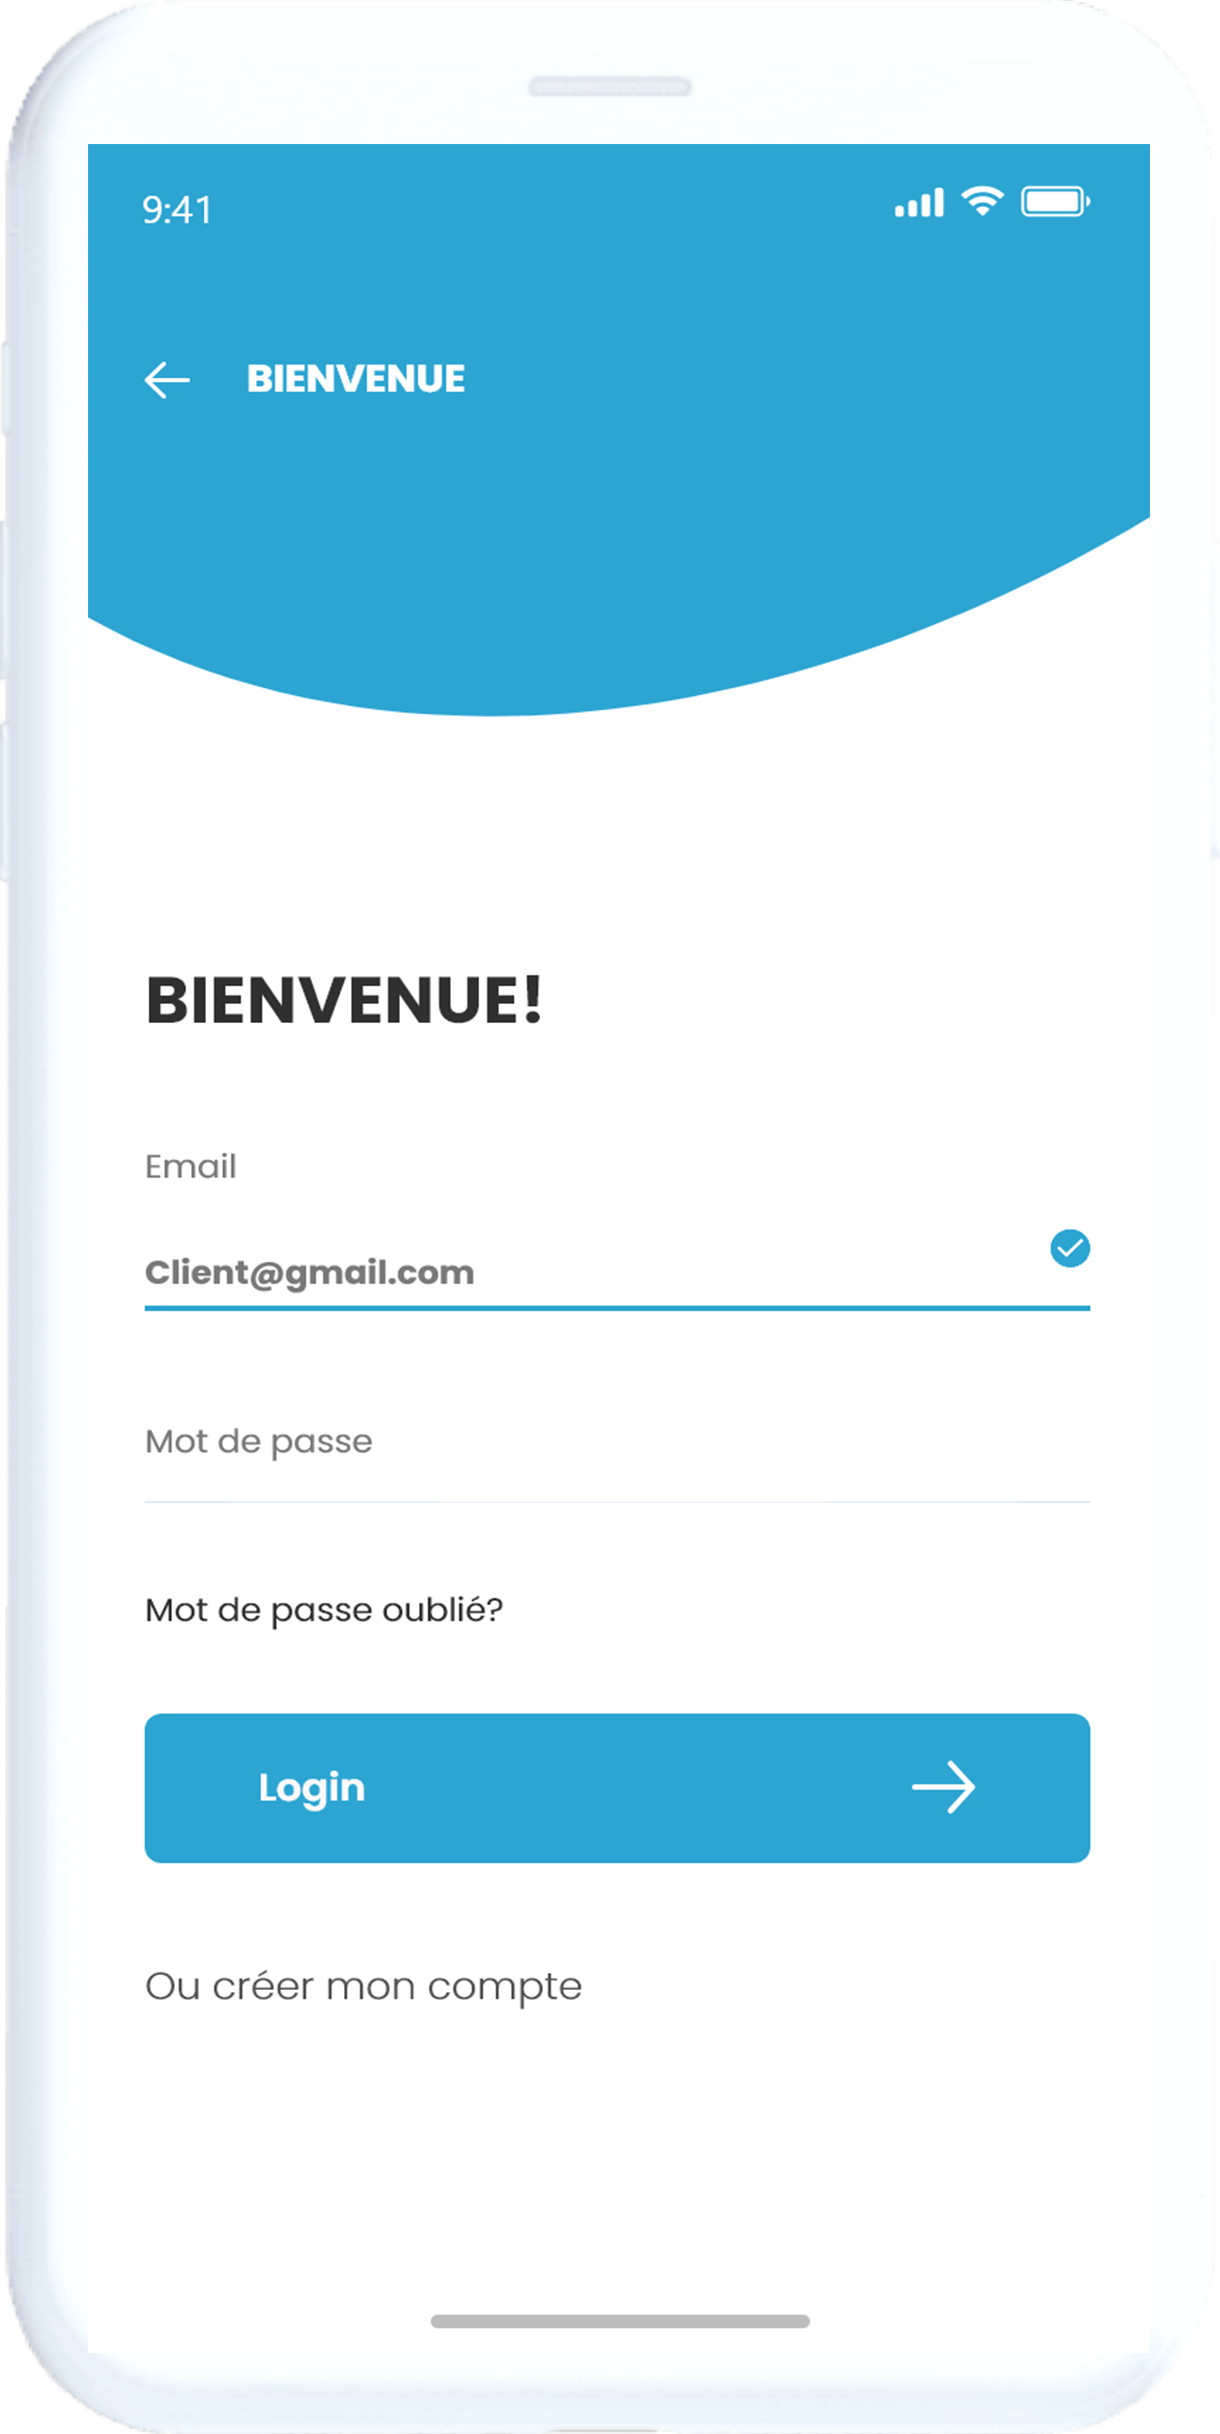 9:41
BIENVENUE
BIENVENUE!
Email
Client@gmail.com
Mot de passe
Mot de passe oublié?
Login
Ou créer mon compte